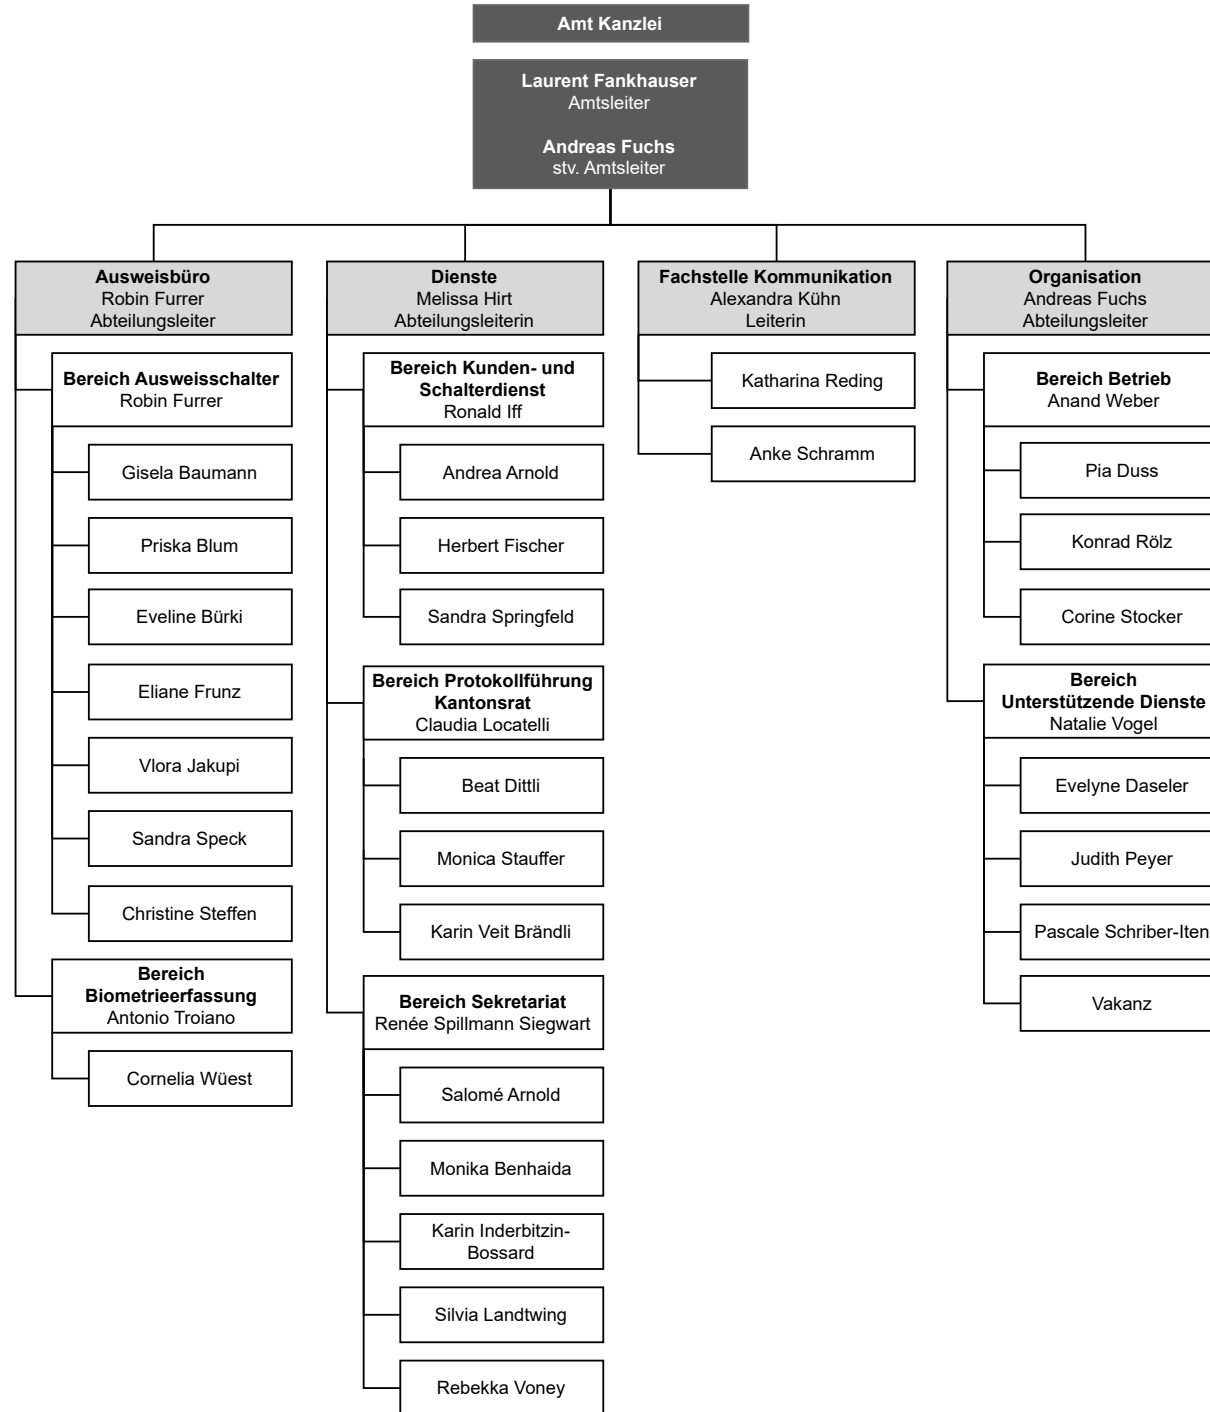 Amt Kanzlei
Laurent Fankhauser
Amtsleiter
Andreas Fuchs
stv. Amtsleiter
Ausweisbüro
Robin Furrer
Abteilungsleiter
Bereich Ausweisschalter
Robin Furrer
Gisela Baumann
Priska Blum
Eveline Bürki
Eliane Frunz
Vlora Jakupi
Sandra Speck
Christine Steffen
Bereich
Biometrieerfassung
Antonio Troiano
Cornelia Wüest
Dienste
Melissa Hirt
Abteilungsleiterin
Bereich Kunden- und
Schalterdienst
Ronald Iff
Andrea Arnold
Herbert Fischer
Sandra Springfeld
Bereich Protokollführung
Kantonsrat
Claudia Locatelli
Beat Dittli
Monica Stauffer
Karin Veit Brändli
Bereich Sekretariat
Renée Spillmann Siegwart
Salomé Arnold
Monika Benhaida
Karin Inderbitzin-
Bossard
Silvia Landtwing
Rebekka Voney
Fachstelle Kommunikation
Alexandra Kühn
Leiterin
Katharina Reding
Anke Schramm
Organisation
Andreas Fuchs
Abteilungsleiter
Bereich Betrieb
Anand Weber
Pia Duss
Konrad Rölz
Corine Stocker
Bereich
Unterstützende Dienste
Natalie Vogel
Evelyne Daseler
Judith Peyer
Pascale Schriber-Iten
Vakanz